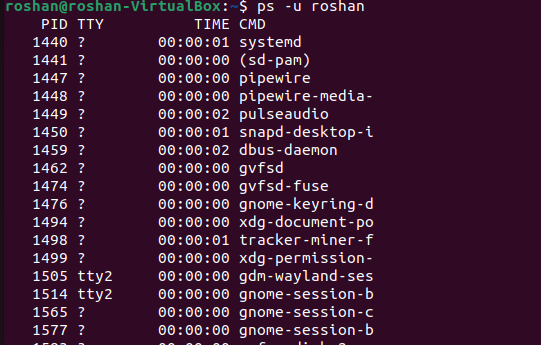 roshan@roshan-VirtualBox:~$ ps -u roshan
PID TTY TIME CMD
1440 ? 00:00:01 systemd
1441 ? 00:00:00 (sd-pam)
1447 ? 00:00:00 pipewire
1448 ? 00:00:00 pipewire-media-
1449 ? 00:00:02 pulseaudio
1450 ? 00:00:01 snapd-desktop-i
1459 ? 00:00:02 dbus-daemon
1462 ? 00:00:00 gvfsd
1474 ? 00:00:00 gvfsd-fuse
1476 ? 00:00:00 gnome-keyring-d
1494 ? 00:00:00 xdg-document-po
1498 ? 00:00:01 tracker-miner-f
1499 ? 00:00:00 xdg-permission-
1505 tty2 00:00:00 gdm-wayland-ses
1514 tty2 00:00:00 gnome-session-b
1565 ? 00:00:00 gnome-session-c
1577 ? 00:00:00 gnome-session-b